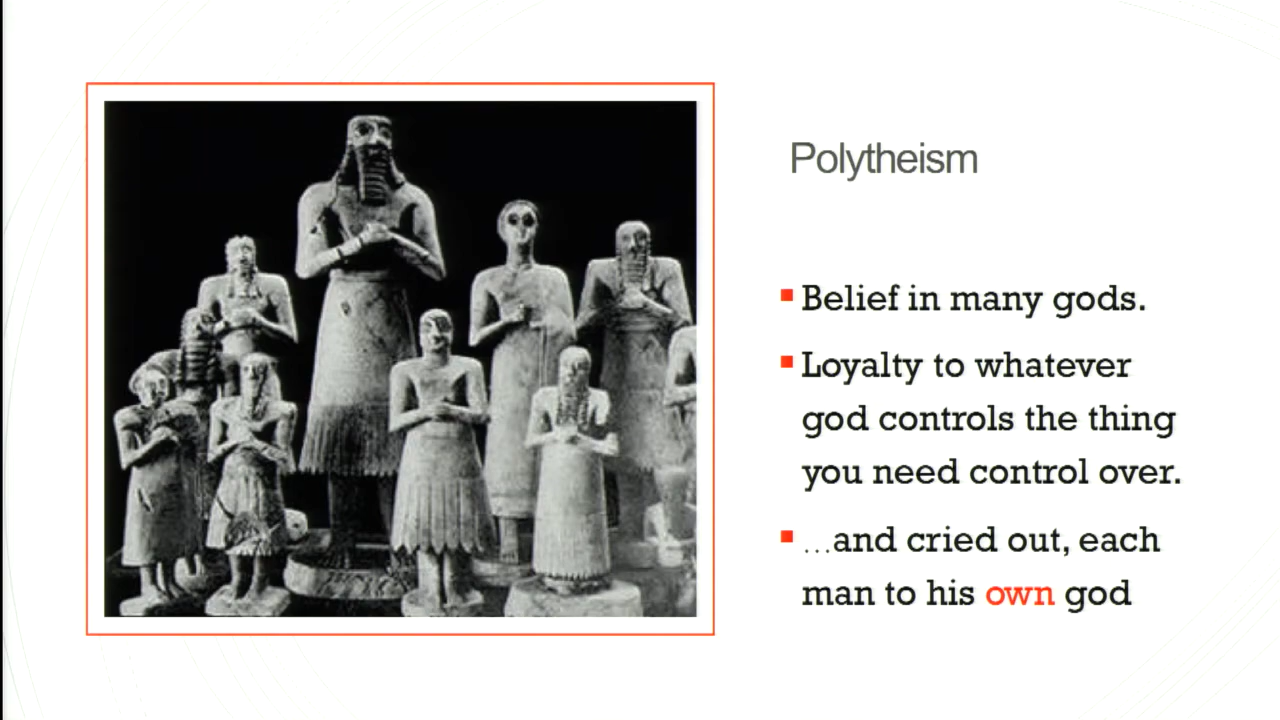 Polytheism
Belief in many gods.
Loyalty to whatever
god controls the thing
you need control over.
...and cried out, each
man to his own god